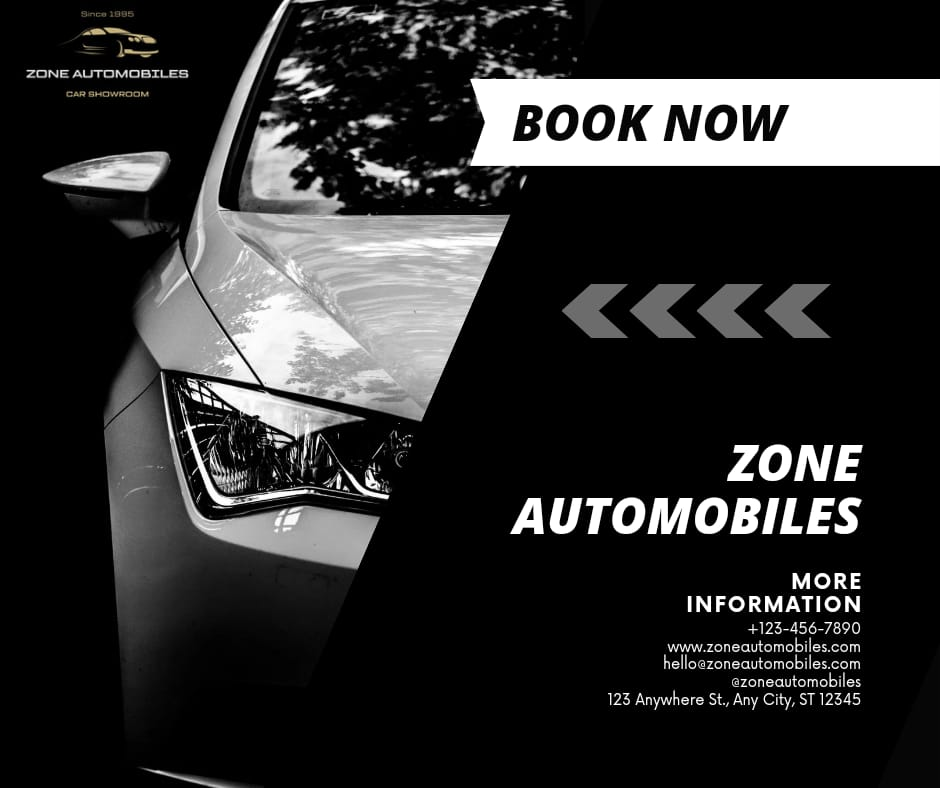 Since 1995
ZONE AUTOMOBILES
CAR SHOWROOM
BOOK NOW
ZONE
AUTOMOBILES
MORE
INFORMATION
+123-456-7890
www.zoneautomobiles.com
hello@zoneautomobiles.com
@zoneautomobiles
123 Anywhere St., Any City, ST 12345